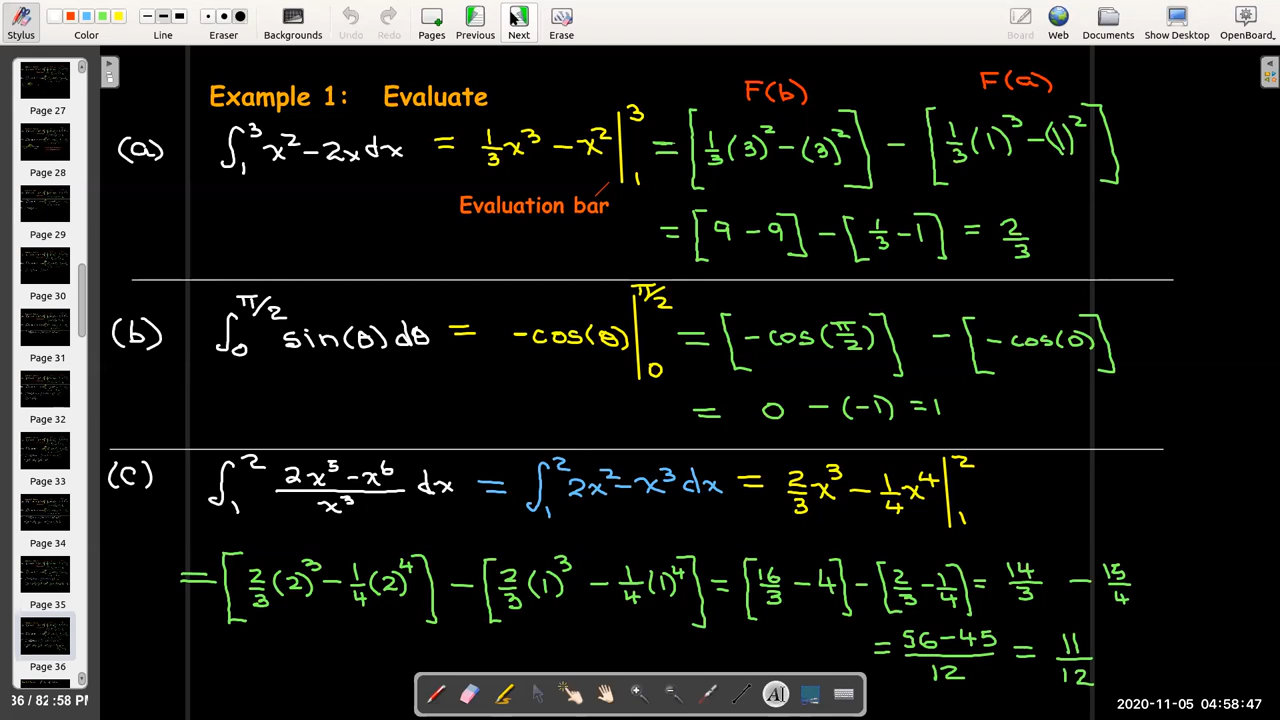 Stylus Color Line Eraser Backgrounds Undo Redo Pages Previous Next Erase Board Web Documents Show Desktop OpenBoard
Page 27
Page 28
Page 29
Page 30
Page 31
Page 32
Page 33
Page 34
Page 35
Page 36
F(b) F(a)
Example 1: Evaluate
(a) ∫₁³ x² − 2x dx = 1/3 x³ − x² |₁³ = [1/3 (3)² − (3)²] − [1/3 (1)³ − (1)²]
Evaluation bar
= [9 − 9] − [1/3 − 1] = 2/3
(b) ∫₀^(π/2) sin(θ) dθ = −cos(θ) |₀^(π/2) = [−cos(π/2)] − [−cos(0)]
= 0 − (−1) = 1
(c) ∫₁² (2x⁵ − x⁶)/x³ dx = ∫₁² 2x² − x³ dx = 2/3 x³ − 1/4 x⁴ |₁²
= [2/3 (2)³ − 1/4 (2)⁴] − [2/3 (1)³ − 1/4 (1)⁴] = [16/3 − 4] − [2/3 − 1/4] = 14/3 − 15/4
= (56 − 45)/12 = 11/12
2020-11-05 04:58:47